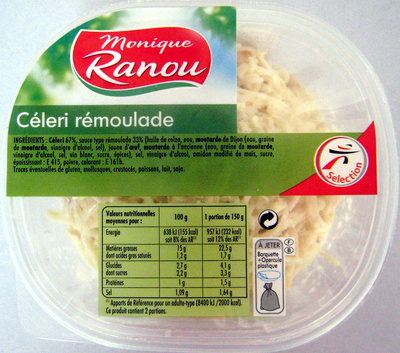 Monique
Ranou
Céleri rémoulade
INGRÉDIENTS : Céleri 67%, sauce type rémoulade 33% (huile de colza, eau, moutarde de Dijon (eau, graine
de moutarde, vinaigre d'alcool, sel), jaune d'œuf, moutarde à l'ancienne (eau, graine de moutarde,
vinaigre d'alcool, sel, vin blanc, sucre, épices), sel, vinaigre d'alcool, amidon modifié de maïs, sucre,
épaississant : E 415, poivre, colorant : E 161b.
Traces éventuelles de gluten, mollusques, crustacés, poissons, lait, soja.
Sélection
Valeurs nutritionnelles moyennes pour : 100 g 1 portion de 150 g
Energie 638 kJ (155 kcal) 957 kJ (232 kcal)
soit 8% des AR(1) soit 12% des AR(1)
Matières grasses 15 g 22,5 g
dont acides gras saturés 1,2 g 1,7 g
Glucides 2,7 g 4,1 g
dont sucres 2,2 g 3,3 g
Protéines 1 g 1,5 g
Sel 1,09 g 1,64 g
(1) Apports de Référence pour un adulte-type (8400 kJ /2000 kcal).
Ce produit contient 2 portions.
À JETER
Barquette
+Opercule
plastique
F
B